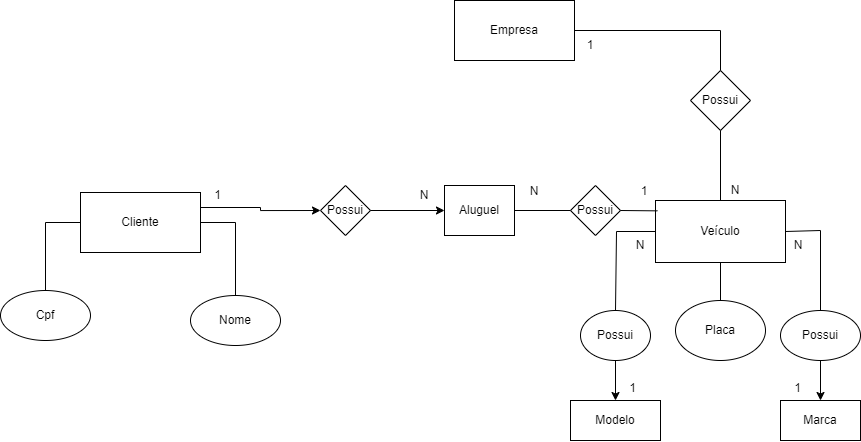 Empresa
1
Possui
N
1
N
N
1
Cliente
Possui
Aluguel
Possui
Veículo
N
N
Cpf
Nome
Possui
Placa
Possui
1
1
Modelo
Marca